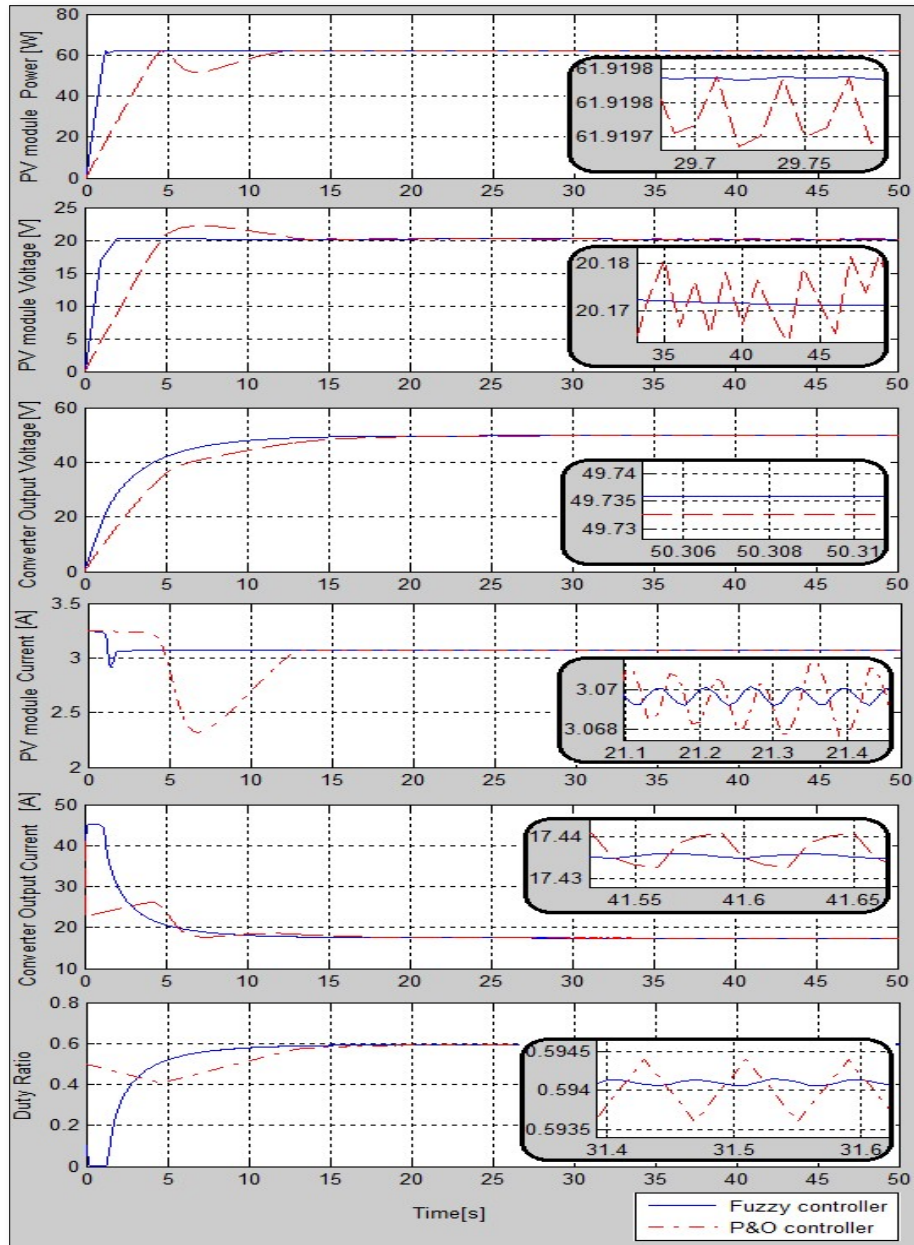 PV module Power [W]
80
60
40
20
0
0 5 10 15 20 25 30 35 40 45 50
61.9198
61.9198
61.9197
29.7 29.75
PV module Voltage [V]
25
20
15
10
5
0
0 5 10 15 20 25 30 35 40 45 50
20.18
20.17
35 40 45
Converter Output Voltage[V]
60
40
20
0
0 5 10 15 20 25 30 35 40 45 50
49.74
49.735
49.73
50.306 50.308 50.31
PV module Current [A]
3.5
3
2.5
2
0 5 10 15 20 25 30 35 40 45 50
3.07
3.068
21.1 21.2 21.3 21.4
Converter Output Current [A]
50
40
30
20
10
0 5 10 15 20 25 30 35 40 45 50
17.44
17.43
41.55 41.6 41.65
Duty Ratio
0.8
0.6
0.4
0.2
0
0 5 10 15 20 25 30 35 40 45 50
0.5945
0.594
0.5935
31.4 31.5 31.6
Time[s]
Fuzzy controller
P&O controller